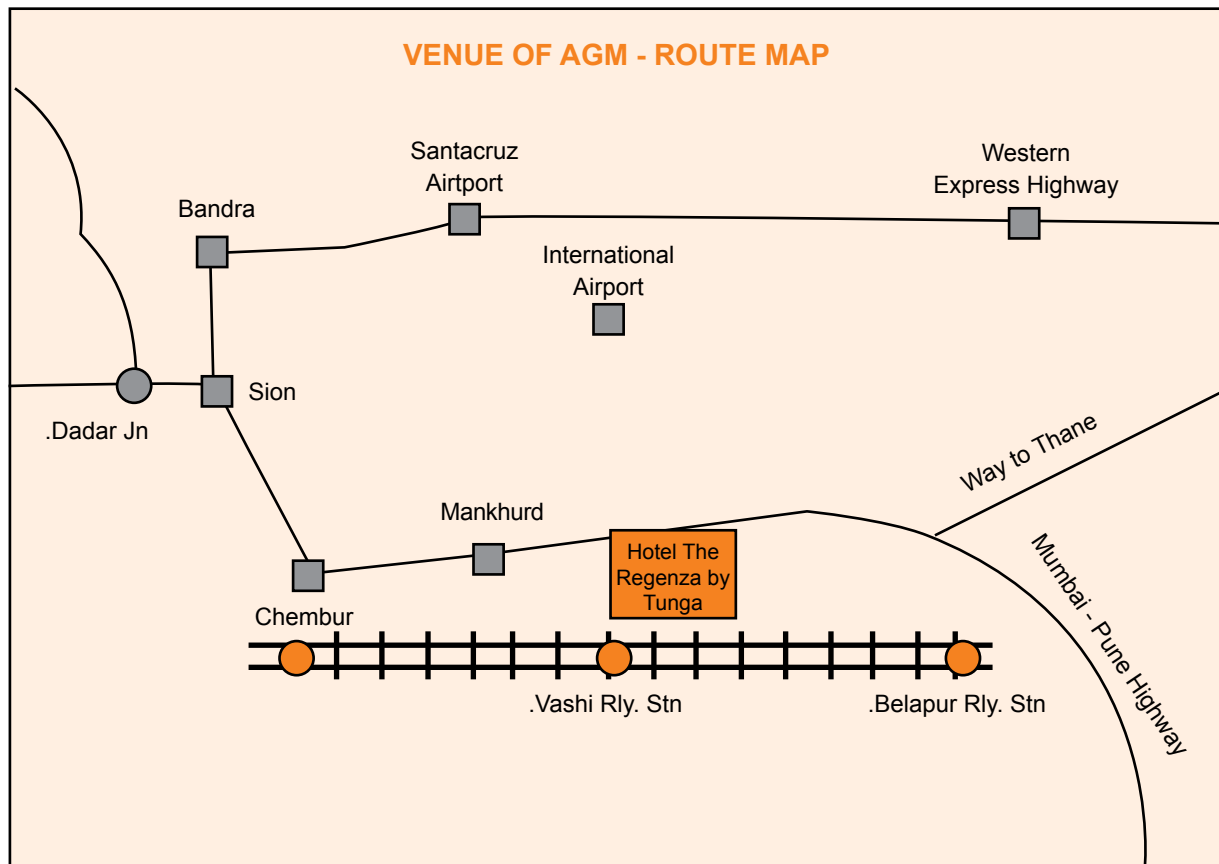 VENUE OF AGM - ROUTE MAP
Santacruz
Airtport
Western
Express Highway
Bandra
International
Airport
Sion
.Dadar Jn
Way to Thane
Mankhurd
Hotel The
Regenza by
Tunga
Mumbai - Pune Highway
Chembur
.Vashi Rly. Stn
.Belapur Rly. Stn